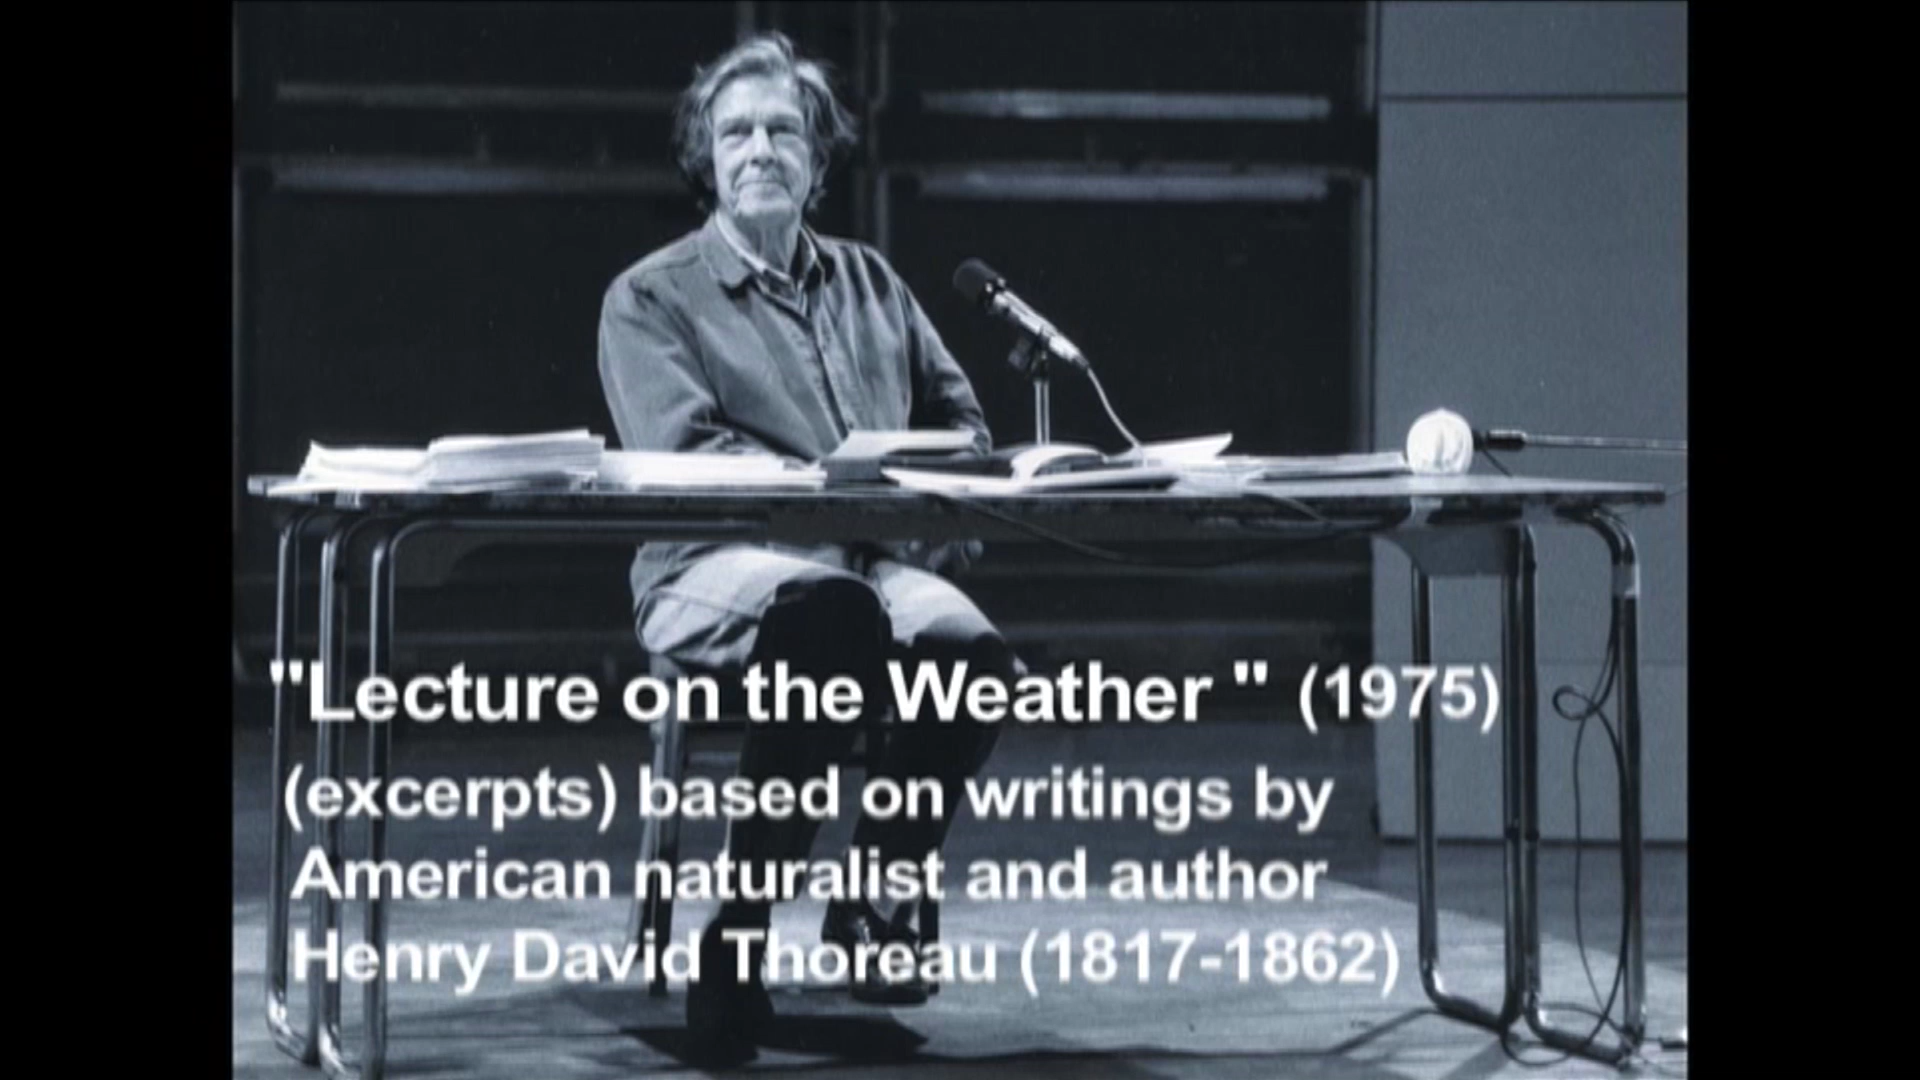 "Lecture on the Weather " (1975)
(excerpts) based on writings by
American naturalist and author
Henry David Thoreau (1817-1862)